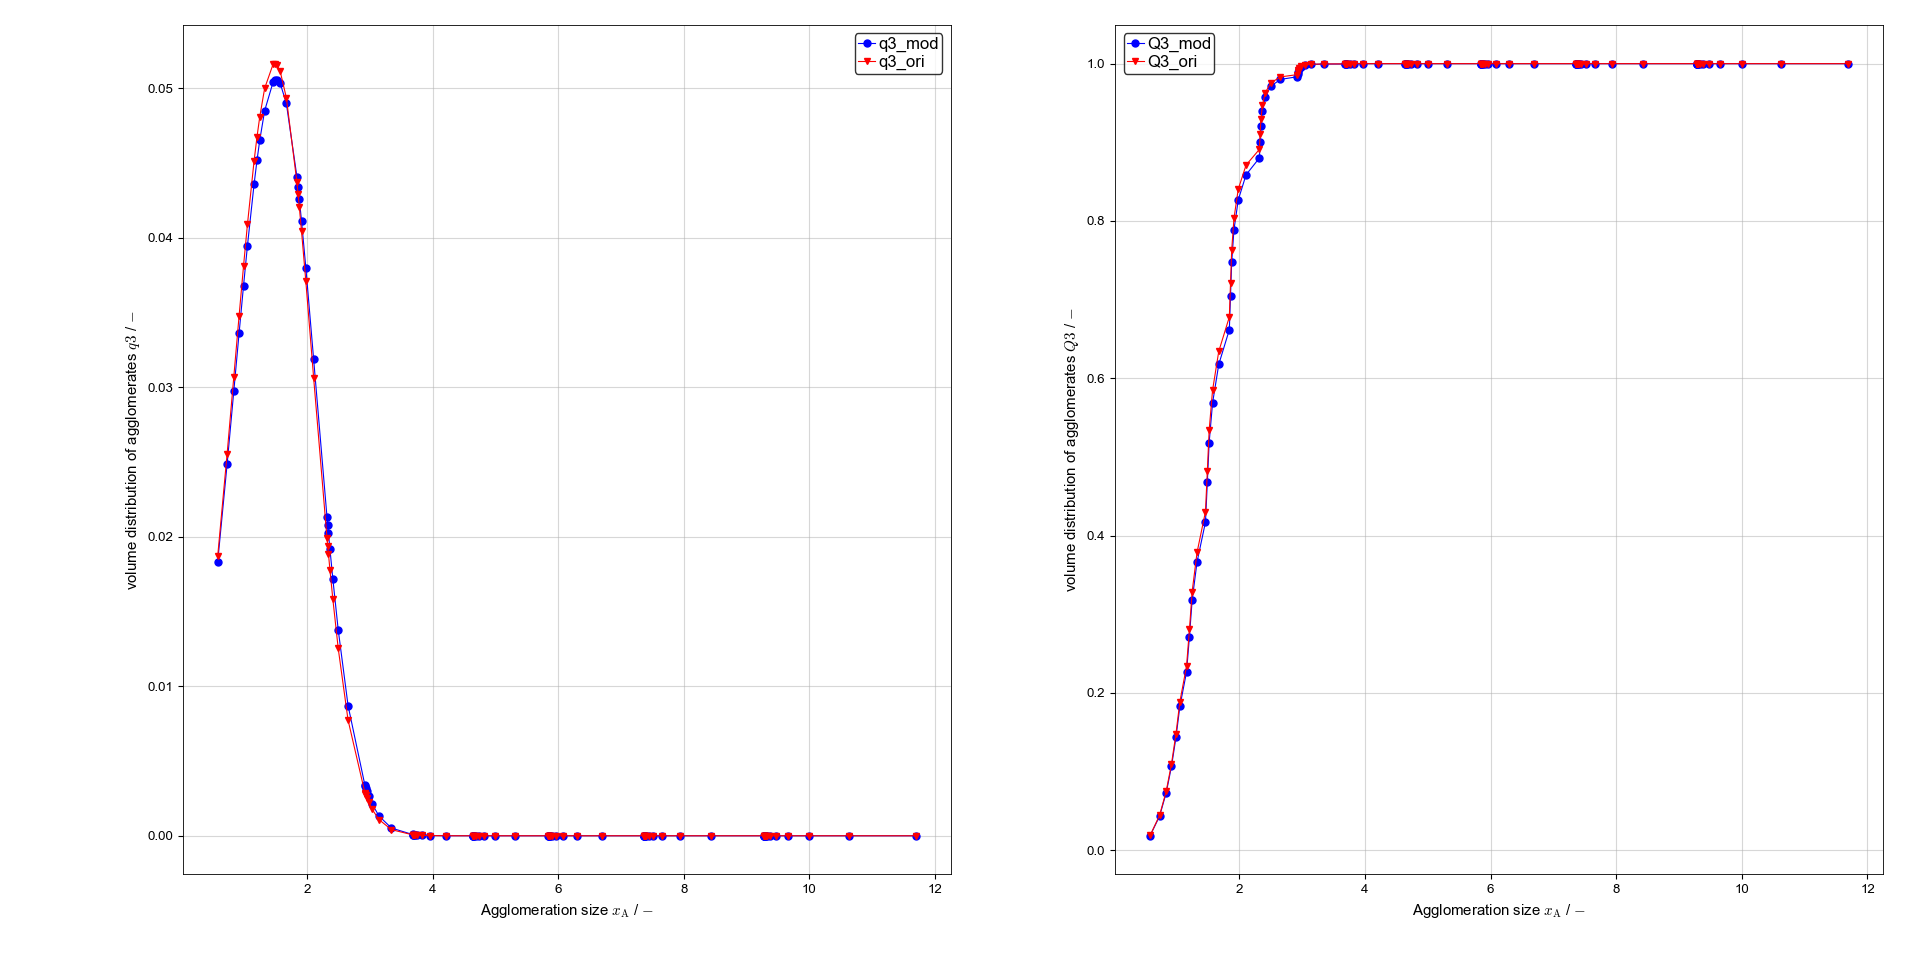 q3_mod
q3_ori
0.05
0.04
0.03
0.02
0.01
0.00
volume distribution of agglomerates q3 / −
2 4 6 8 10 12
Agglomeration size x_A / −
Q3_mod
Q3_ori
1.0
0.8
0.6
0.4
0.2
0.0
volume distribution of agglomerates Q3 / −
2 4 6 8 10 12
Agglomeration size x_A / −